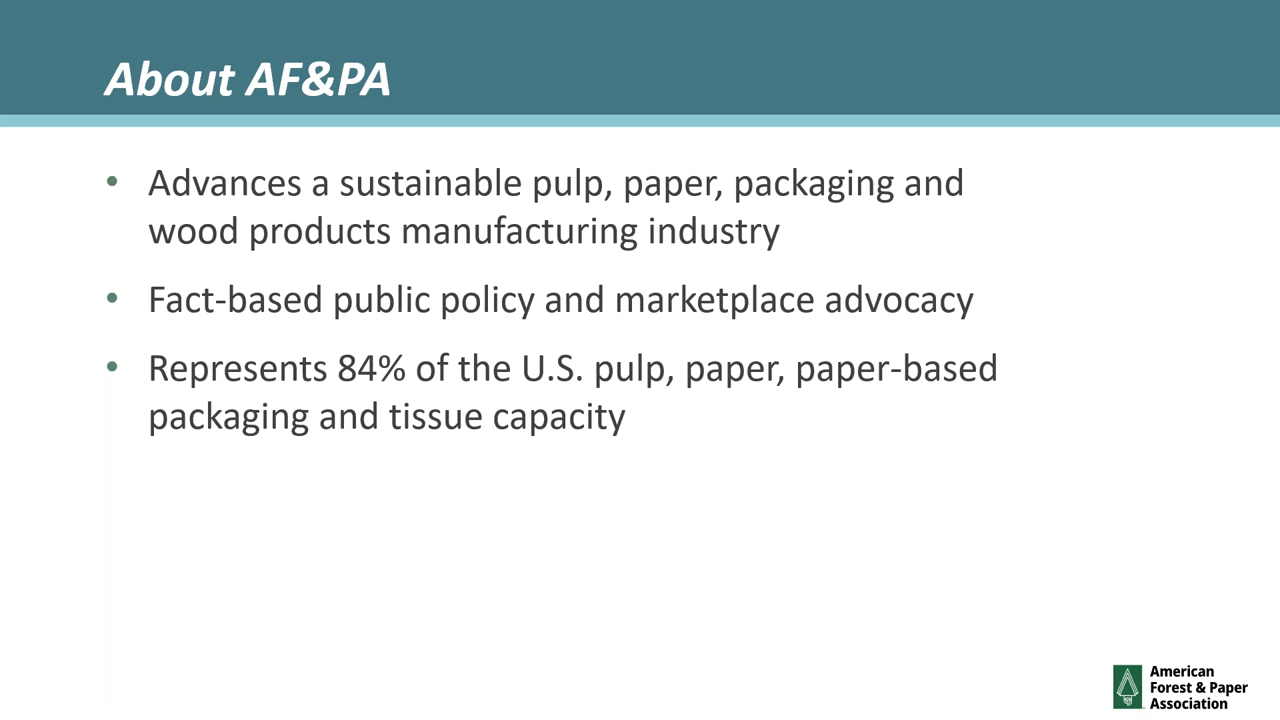 About AF&PA
• Advances a sustainable pulp, paper, packaging and
wood products manufacturing industry
• Fact-based public policy and marketplace advocacy
• Represents 84% of the U.S. pulp, paper, paper-based
packaging and tissue capacity
American
Forest & Paper
Association